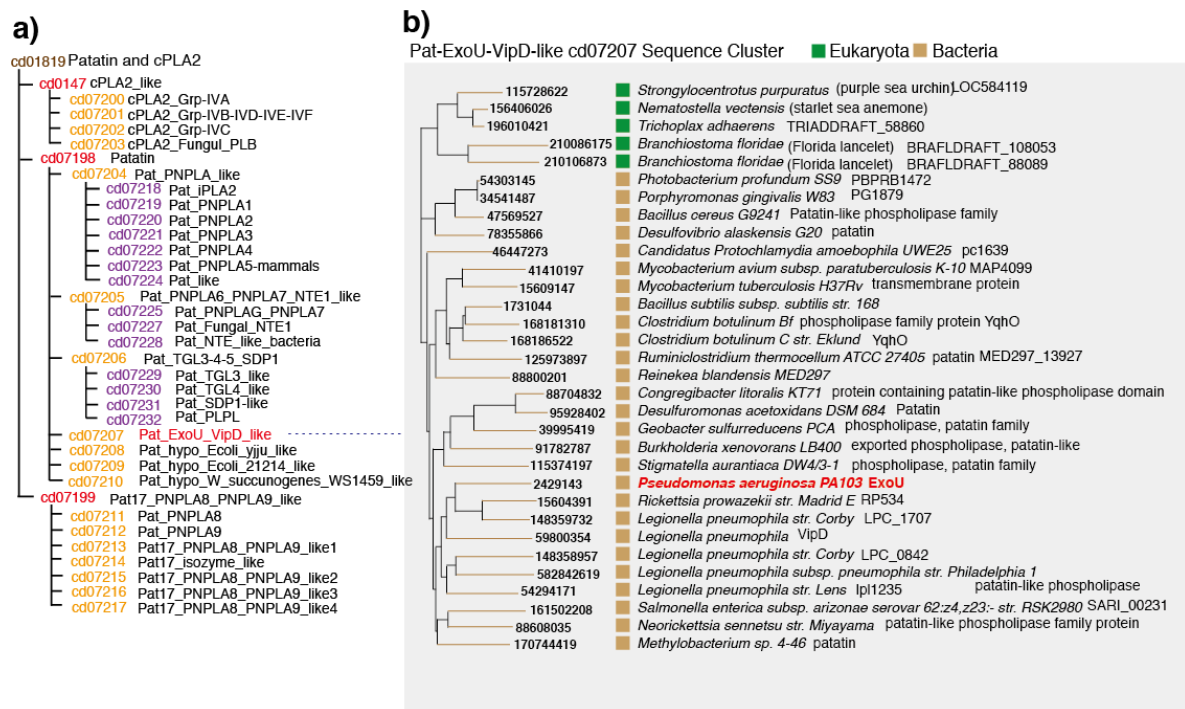 a)
cd01819 Patatin and cPLA2
cd0147 cPLA2_like
cd07200 cPLA2_Grp-IVA
cd07201 cPLA2_Grp-IVB-IVD-IVE-IVF
cd07202 cPLA2_Grp-IVC
cd07203 cPLA2_Fungul_PLB
cd07198 Patatin
cd07204 Pat_PNPLA_like
cd07218 Pat_iPLA2
cd07219 Pat_PNPLA1
cd07220 Pat_PNPLA2
cd07221 Pat_PNPLA3
cd07222 Pat_PNPLA4
cd07223 Pat_PNPLA5-mammals
cd07224 Pat_like
cd07205 Pat_PNPLA6_PNPLA7_NTE1_like
cd07225 Pat_PNPLAG_PNPLA7
cd07227 Pat_Fungal_NTE1
cd07228 Pat_NTE_like_bacteria
cd07206 Pat_TGL3-4-5_SDP1
cd07229 Pat_TGL3_like
cd07230 Pat_TGL4_like
cd07231 Pat_SDP1-like
cd07232 Pat_PLPL
cd07207 Pat_ExoU_VipD_like
cd07208 Pat_hypo_Ecoli_yjju_like
cd07209 Pat_hypo_Ecoli_21214_like
cd07210 Pat_hypo_W_succunogenes_WS1459_like
cd07199 Pat17_PNPLA8_PNPLA9_like
cd07211 Pat_PNPLA8
cd07212 Pat_PNPLA9
cd07213 Pat17_PNPLA8_PNPLA9_like1
cd07214 Pat17_isozyme_like
cd07215 Pat17_PNPLA8_PNPLA9_like2
cd07216 Pat17_PNPLA8_PNPLA9_like3
cd07217 Pat17_PNPLA8_PNPLA9_like4
b)
Pat-ExoU-VipD-like cd07207 Sequence Cluster Eukaryota Bacteria
115728622 Strongylocentrotus purpuratus (purple sea urchin)LOC584119
156406026 Nematostella vectensis (starlet sea anemone)
196010421 Trichoplax adhaerens TRIADDRAFT_58860
210086175 Branchiostoma floridae (Florida lancelet) BRAFLDRAFT_108053
210106873 Branchiostoma floridae (Florida lancelet) BRAFLDRAFT_88089
54303145 Photobacterium profundum SS9 PBPRB1472
34541487 Porphyromonas gingivalis W83 PG1879
47569527 Bacillus cereus G9241 Patatin-like phospholipase family
78355866 Desulfovibrio alaskensis G20 patatin
46447273 Candidatus Protochlamydia amoebophila UWE25 pc1639
41410197 Mycobacterium avium subsp. paratuberculosis K-10 MAP4099
15609147 Mycobacterium tuberculosis H37Rv transmembrane protein
1731044 Bacillus subtilis subsp. subtilis str. 168
168181310 Clostridium botulinum Bf phospholipase family protein YqhO
168186522 Clostridium botulinum C str. Eklund YqhO
125973897 Ruminiclostridium thermocellum ATCC 27405 patatin MED297_13927
88800201 Reinekea blandensis MED297
88704832 Congregibacter litoralis KT71 protein containing patatin-like phospholipase domain
95928402 Desulfuromonas acetoxidans DSM 684 Patatin
39995419 Geobacter sulfurreducens PCA phospholipase, patatin family
91782787 Burkholderia xenovorans LB400 exported phospholipase, patatin-like
115374197 Stigmatella aurantiaca DW4/3-1 phospholipase, patatin family
2429143 Pseudomonas aeruginosa PA103 ExoU
15604391 Rickettsia prowazekii str. Madrid E RP534
148359732 Legionella pneumophila str. Corby LPC_1707
59800354 Legionella pneumophila VipD
148358957 Legionella pneumophila str. Corby LPC_0842
582842619 Legionella pneumophila subsp. pneumophila str. Philadelphia 1
54294171 Legionella pneumophila str. Lens lpl1235 patatin-like phospholipase
161502208 Salmonella enterica subsp. arizonae serovar 62:z4,z23:- str. RSK2980 SARI_00231
88608035 Neorickettsia sennetsu str. Miyayama patatin-like phospholipase family protein
170744419 Methylobacterium sp. 4-46 patatin